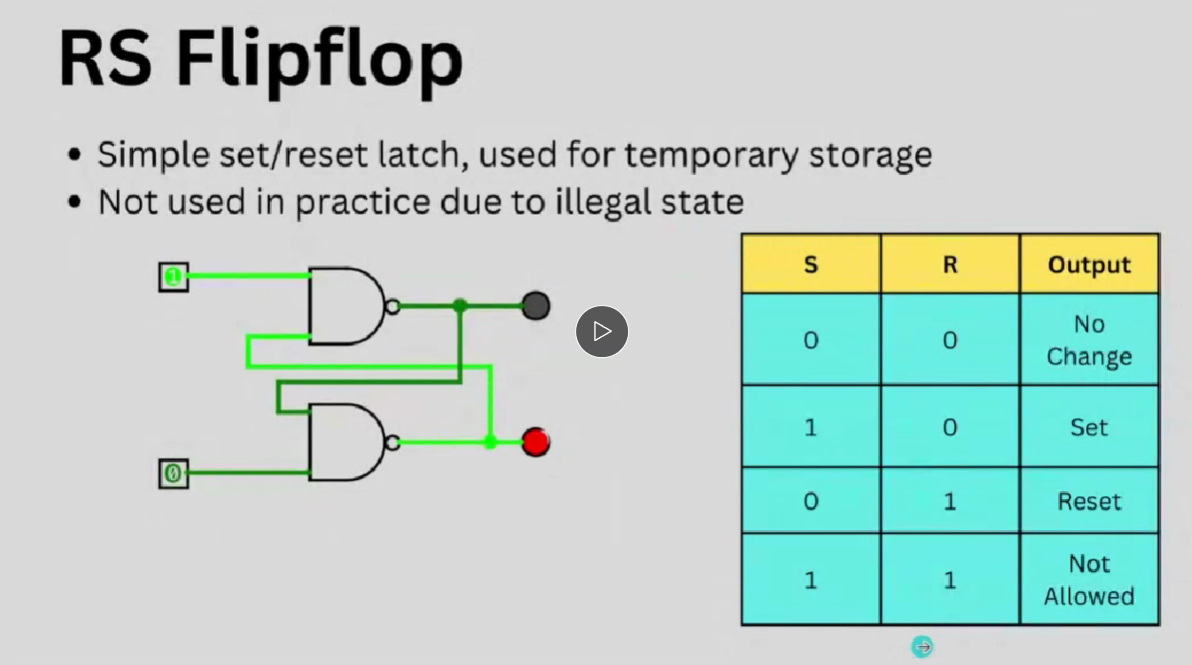 RS Flipflop
• Simple set/reset latch, used for temporary storage
• Not used in practice due to illegal state
1
0
S R Output
0 0 No
Change
1 0 Set
0 1 Reset
1 1 Not
Allowed